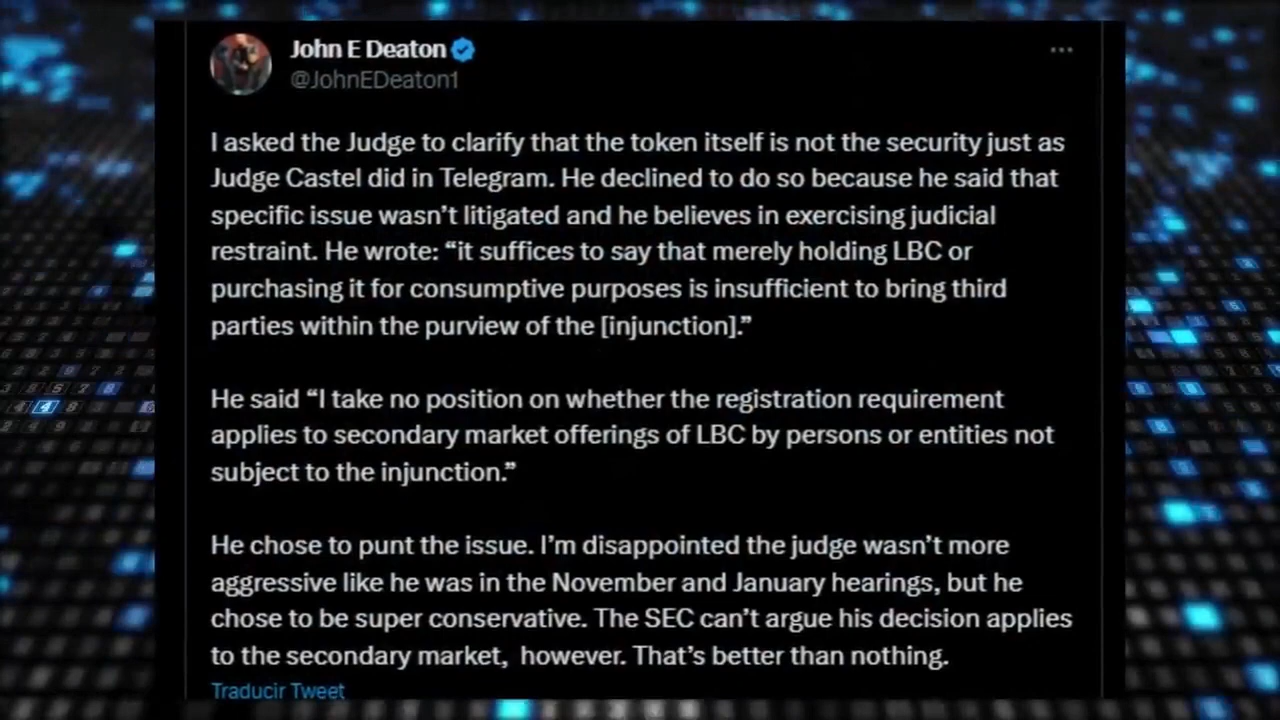 John E Deaton
@JohnEDeaton1
I asked the Judge to clarify that the token itself is not the security just as
Judge Castel did in Telegram. He declined to do so because he said that
specific issue wasn’t litigated and he believes in exercising judicial
restraint. He wrote: “it suffices to say that merely holding LBC or
purchasing it for consumptive purposes is insufficient to bring third
parties within the purview of the [injunction].”
He said “I take no position on whether the registration requirement
applies to secondary market offerings of LBC by persons or entities not
subject to the injunction.”
He chose to punt the issue. I’m disappointed the judge wasn’t more
aggressive like he was in the November and January hearings, but he
chose to be super conservative. The SEC can’t argue his decision applies
to the secondary market, however. That’s better than nothing.
Traducir Tweet